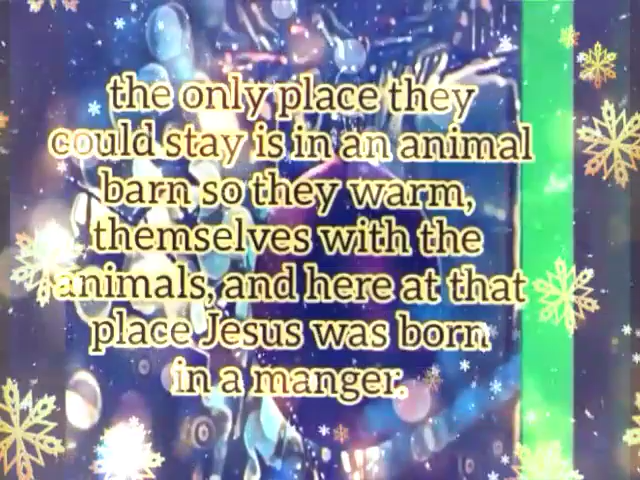 the only place they
could stay is in an animal
barn so they warm,
themselves with the
animals, and here at that
place Jesus was born
in a manger.